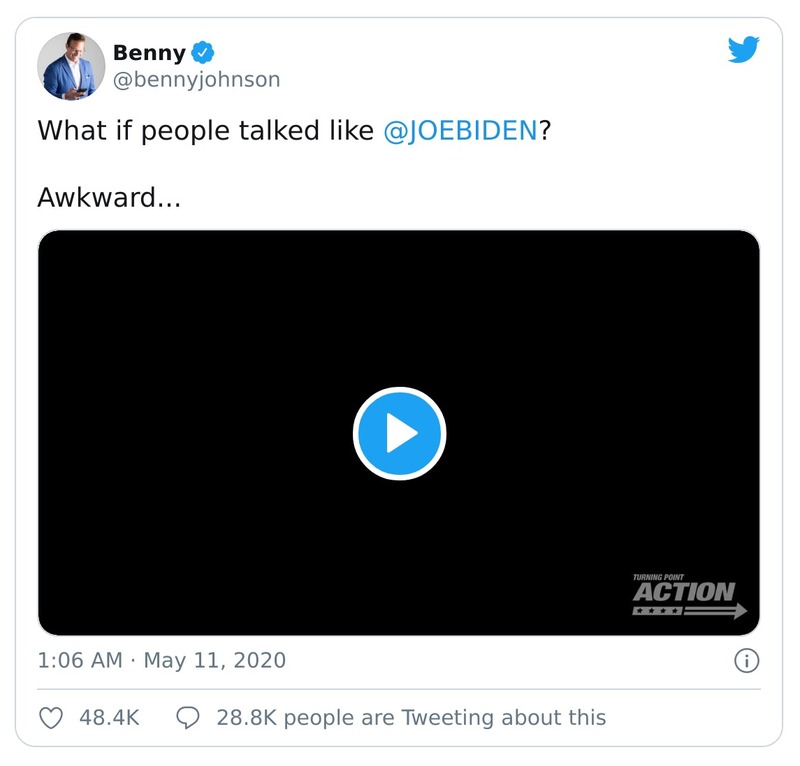 Benny
@bennyjohnson
What if people talked like @JOEBIDEN?
Awkward...
TURNING POINT
ACTION
1:06 AM · May 11, 2020
48.4K
28.8K people are Tweeting about this